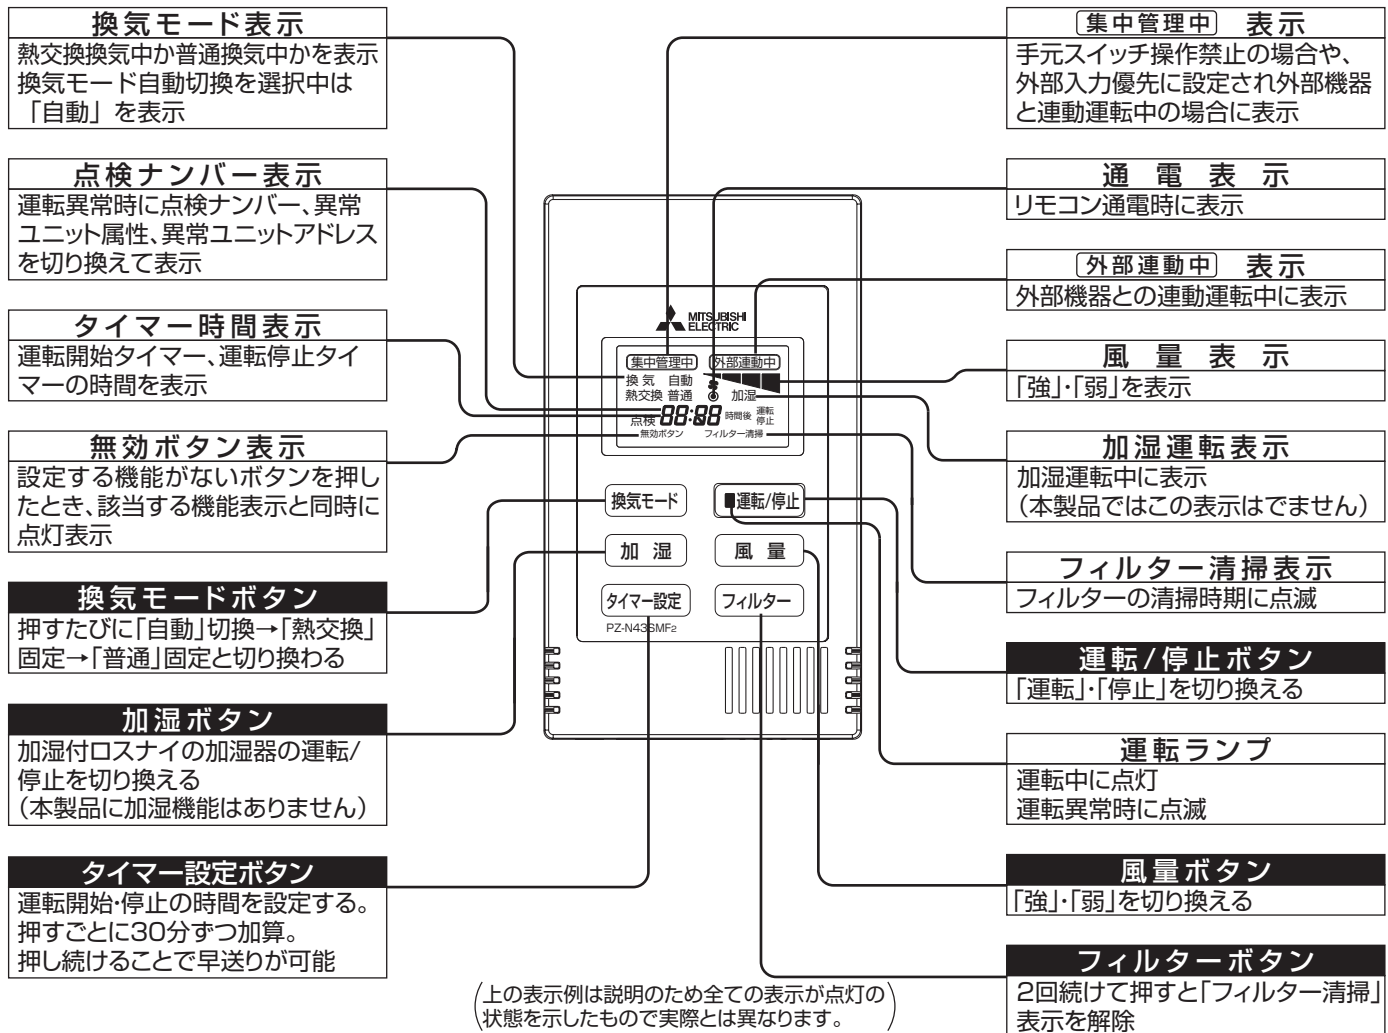 換気モード表示
熱交換換気中か普通換気中かを表示
換気モード自動切換を選択中は
「自動」を表示
点検ナンバー表示
運転異常時に点検ナンバー、異常
ユニット属性、異常ユニットアドレス
を切り換えて表示
タイマー時間表示
運転開始タイマー、運転停止タイ
マーの時間を表示
無効ボタン表示
設定する機能がないボタンを押し
たとき、該当する機能表示と同時に
点灯表示
換気モードボタン
押すたびに「自動」切換→「熱交換」
固定→「普通」固定と切り換わる
加湿ボタン
加湿付ロスナイの加湿器の運転/
停止を切り換える
（本製品に加湿機能はありません）
タイマー設定ボタン
運転開始・停止の時間を設定する。
押すごとに30分ずつ加算。
押し続けることで早送りが可能
MITSUBISHI
ELECTRIC
集中管理中 外部連動中
換気 自動
熱交換 普通 加湿
点検 88:88 時間後 運転
停止
無効ボタン フィルター清掃
換気モード 運転/停止
加湿 風量
タイマー設定 フィルター
PZ-N43SMF2
集中管理中 表示
手元スイッチ操作禁止の場合や、
外部入力優先に設定され外部機器
と連動運転中の場合に表示
通電表示
リモコン通電時に表示
外部連動中 表示
外部機器との連動運転中に表示
風量表示
「強」・「弱」を表示
加湿運転表示
加湿運転中に表示
（本製品ではこの表示はでません）
フィルター清掃表示
フィルターの清掃時期に点滅
運転/停止ボタン
「運転」・「停止」を切り換える
運転ランプ
運転中に点灯
運転異常時に点滅
風量ボタン
「強」・「弱」を切り換える
フィルターボタン
2回続けて押すと「フィルター清掃」
表示を解除
（上の表示例は説明のため全ての表示が点灯の
状態を示したもので実際とは異なります。）